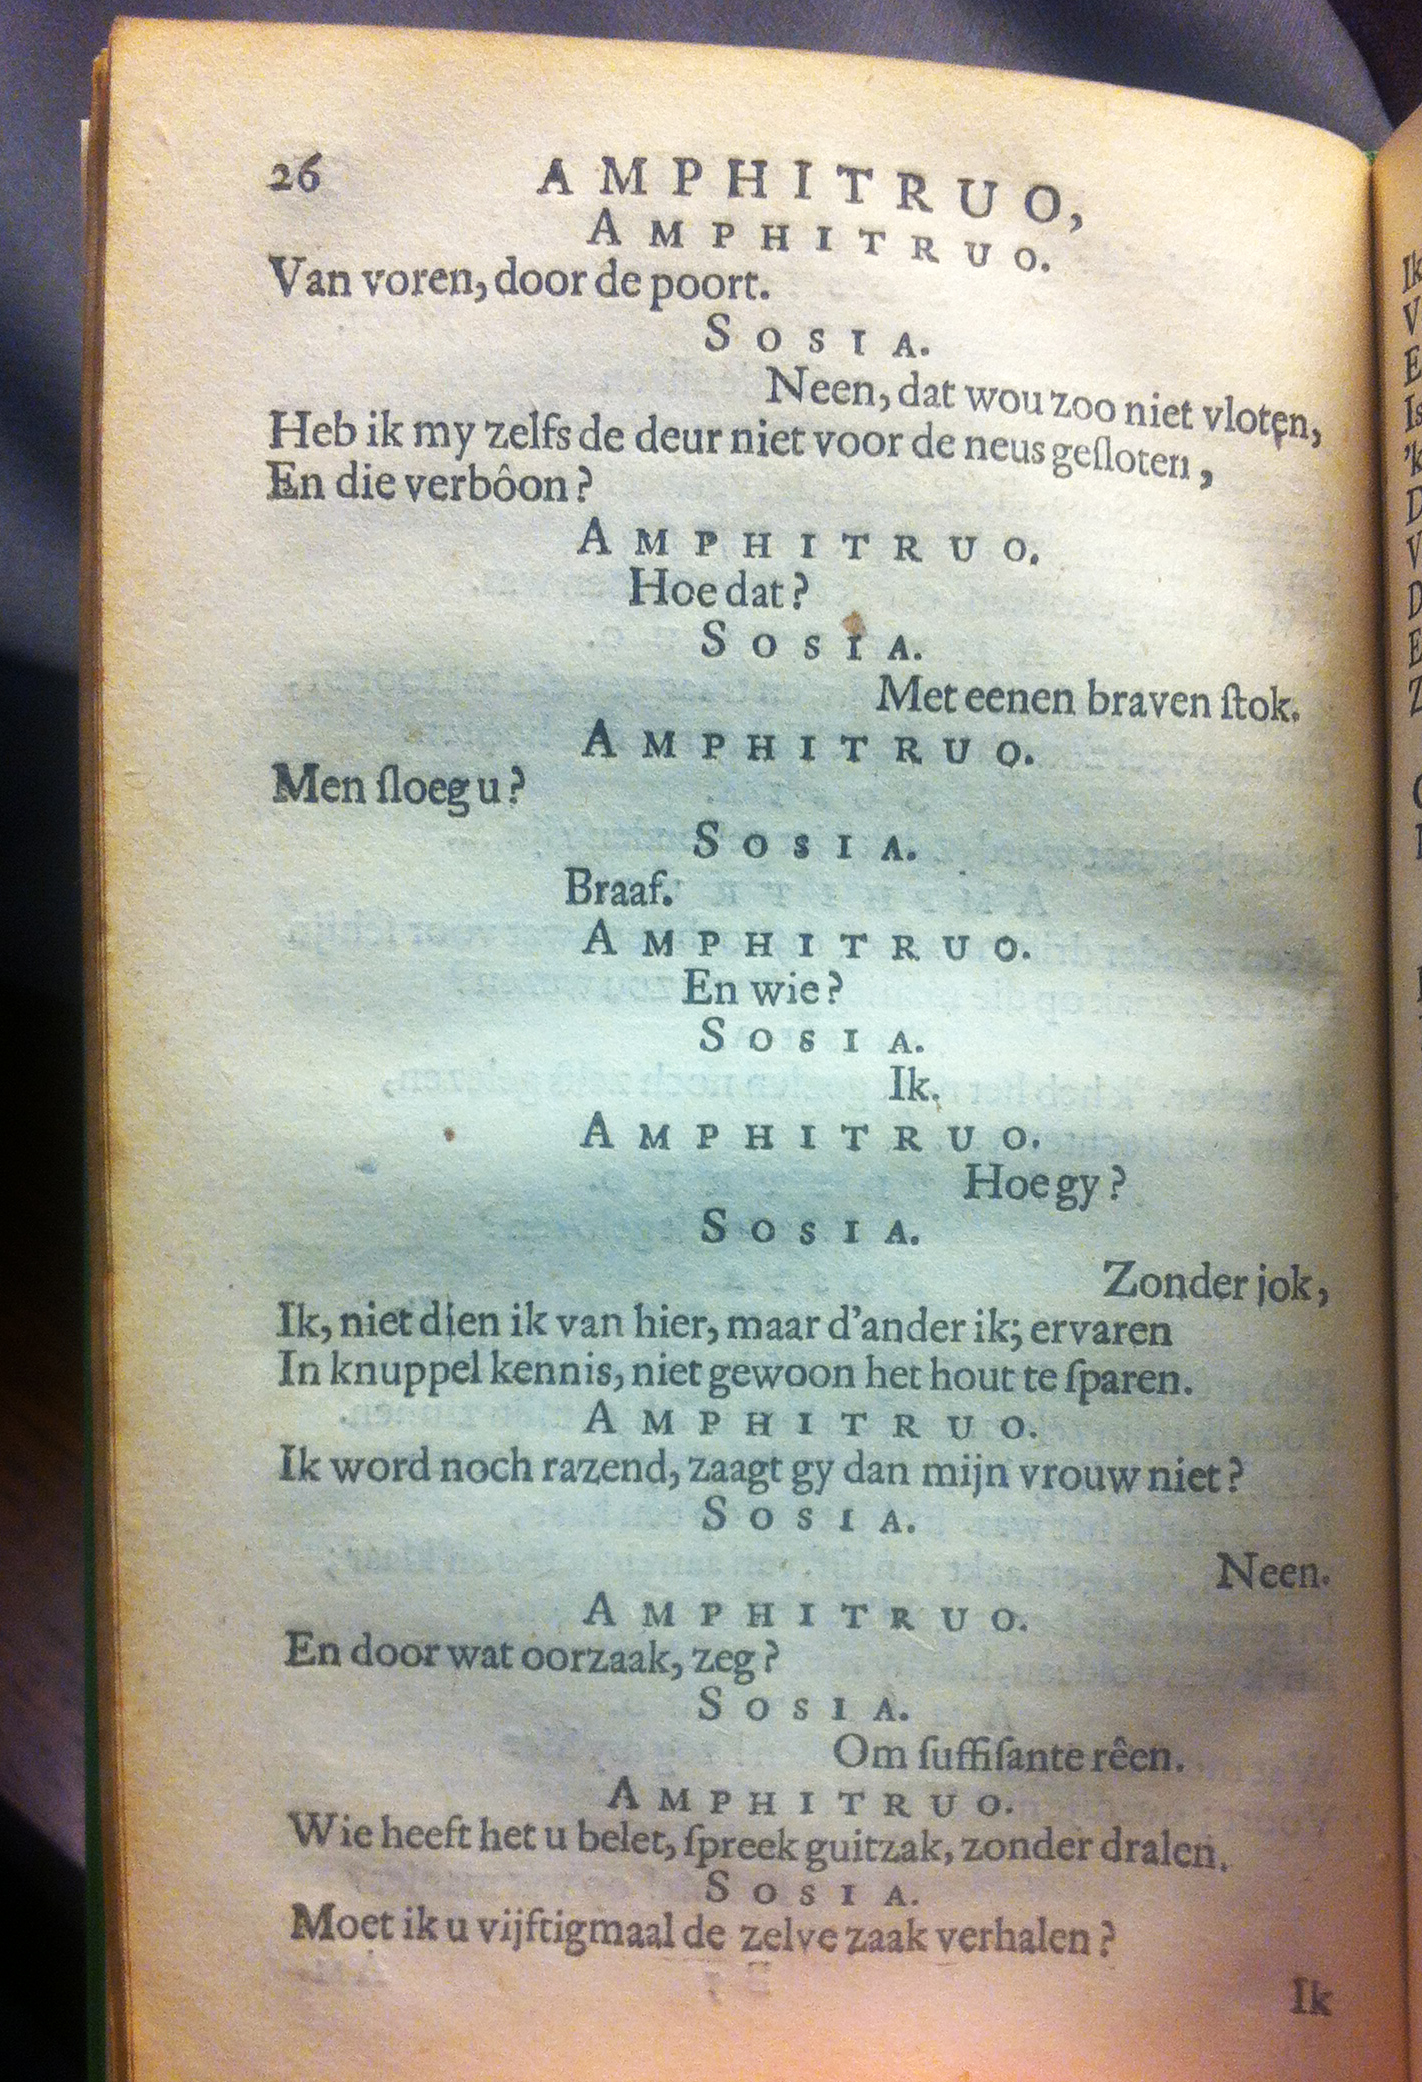 26 AMPHITRUO,
AMPHITRUO.
Van voren, door de poort.
SOSIA.
Neen, dat wou zoo niet vloten,
Heb ik my zelfs de deur niet voor de neus geſloten,
En die verbôon?
AMPHITRUO.
Hoe dat?
SOSIA.
Met eenen braven ſtok.
AMPHITRUO.
Men ſloeg u?
SOSIA.
Braaf.
AMPHITRUO.
En wie?
SOSIA.
Ik.
AMPHITRUO.
Hoe gy?
SOSIA.
Zonder jok,
Ik, niet dien ik van hier, maar d'ander ik; ervaren
In knuppel kennis, niet gewoon het hout te ſparen.
AMPHITRUO.
Ik word noch razend, zaagt gy dan mijn vrouw niet?
SOSIA.
Neen.
AMPHITRUO.
En door wat oorzaak, zeg?
SOSIA.
Om ſuffiſante rêen.
AMPHITRUO.
Wie heeft het u belet, ſpreek guitzak, zonder dralen.
SOSIA.
Moet ik u vijftigmaal de zelve zaak verhalen?
Ik